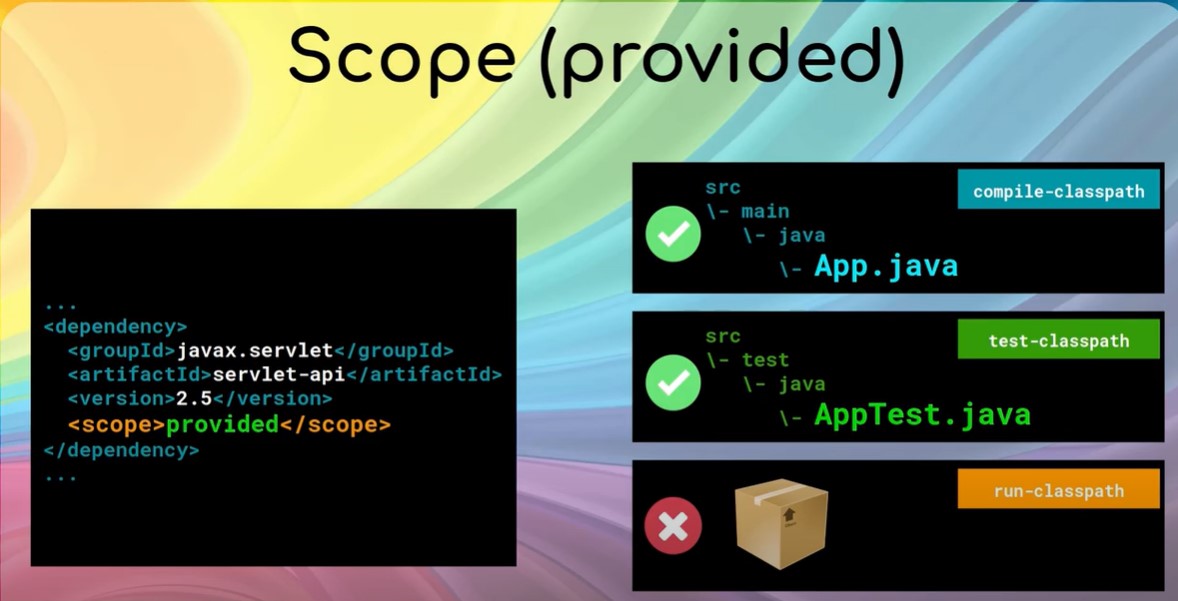 Scope (provided)
...
<dependency>
<groupId>javax.servlet</groupId>
<artifactId>servlet-api</artifactId>
<version>2.5</version>
<scope>provided</scope>
</dependency>
...
compile-classpath
src
\- main
\- java
\- App.java
test-classpath
src
\- test
\- java
\- AppTest.java
run-classpath